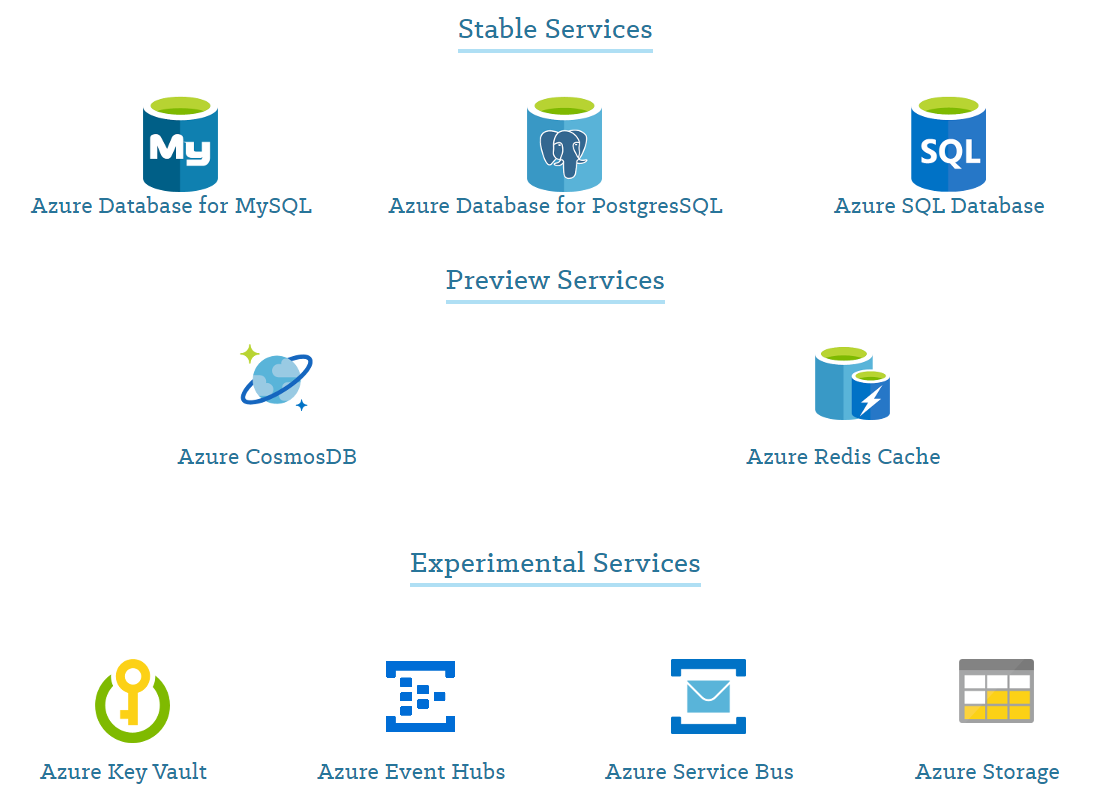 Stable Services
My
SQL
Azure Database for MySQL
Azure Database for PostgresSQL
Azure SQL Database
Preview Services
Azure CosmosDB
Azure Redis Cache
Experimental Services
Azure Key Vault
Azure Event Hubs
Azure Service Bus
Azure Storage